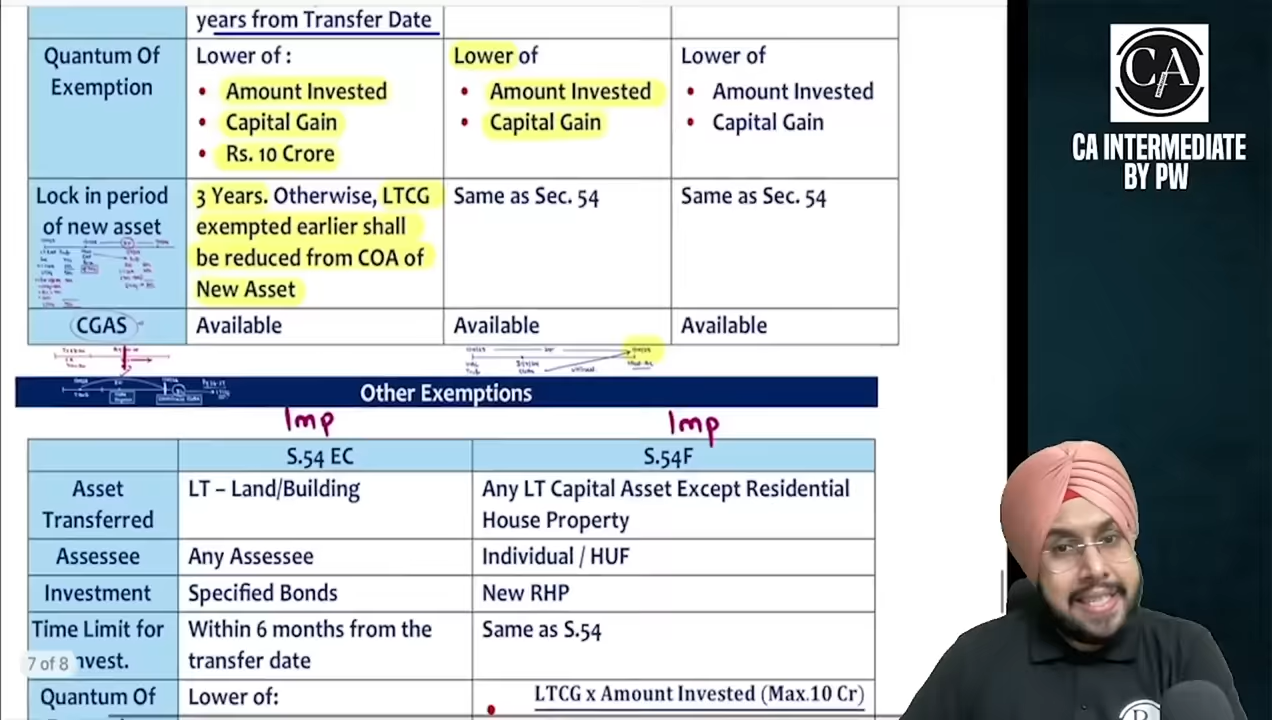 years from Transfer Date
Quantum Of
Exemption
Lower of :
• Amount Invested
• Capital Gain
• Rs. 10 Crore
Lower of
• Amount Invested
• Capital Gain
Lower of
• Amount Invested
• Capital Gain
Lock in period
of new asset
3 Years. Otherwise, LTCG
exempted earlier shall
be reduced from COA of
New Asset
Same as Sec. 54
Same as Sec. 54
CGAS
Available
Available
Available
Other Exemptions
Imp
Imp
S.54 EC
S.54F
Asset
Transferred
LT – Land/Building
Any LT Capital Asset Except Residential
House Property
Assessee
Any Assessee
Individual / HUF
Investment
Specified Bonds
New RHP
Time Limit for
nvest.
Within 6 months from the
transfer date
Same as S.54
7 of 8
Quantum Of
Lower of:
• LTCG x Amount Invested (Max.10 Cr)
CA
CA INTERMEDIATE
BY PW